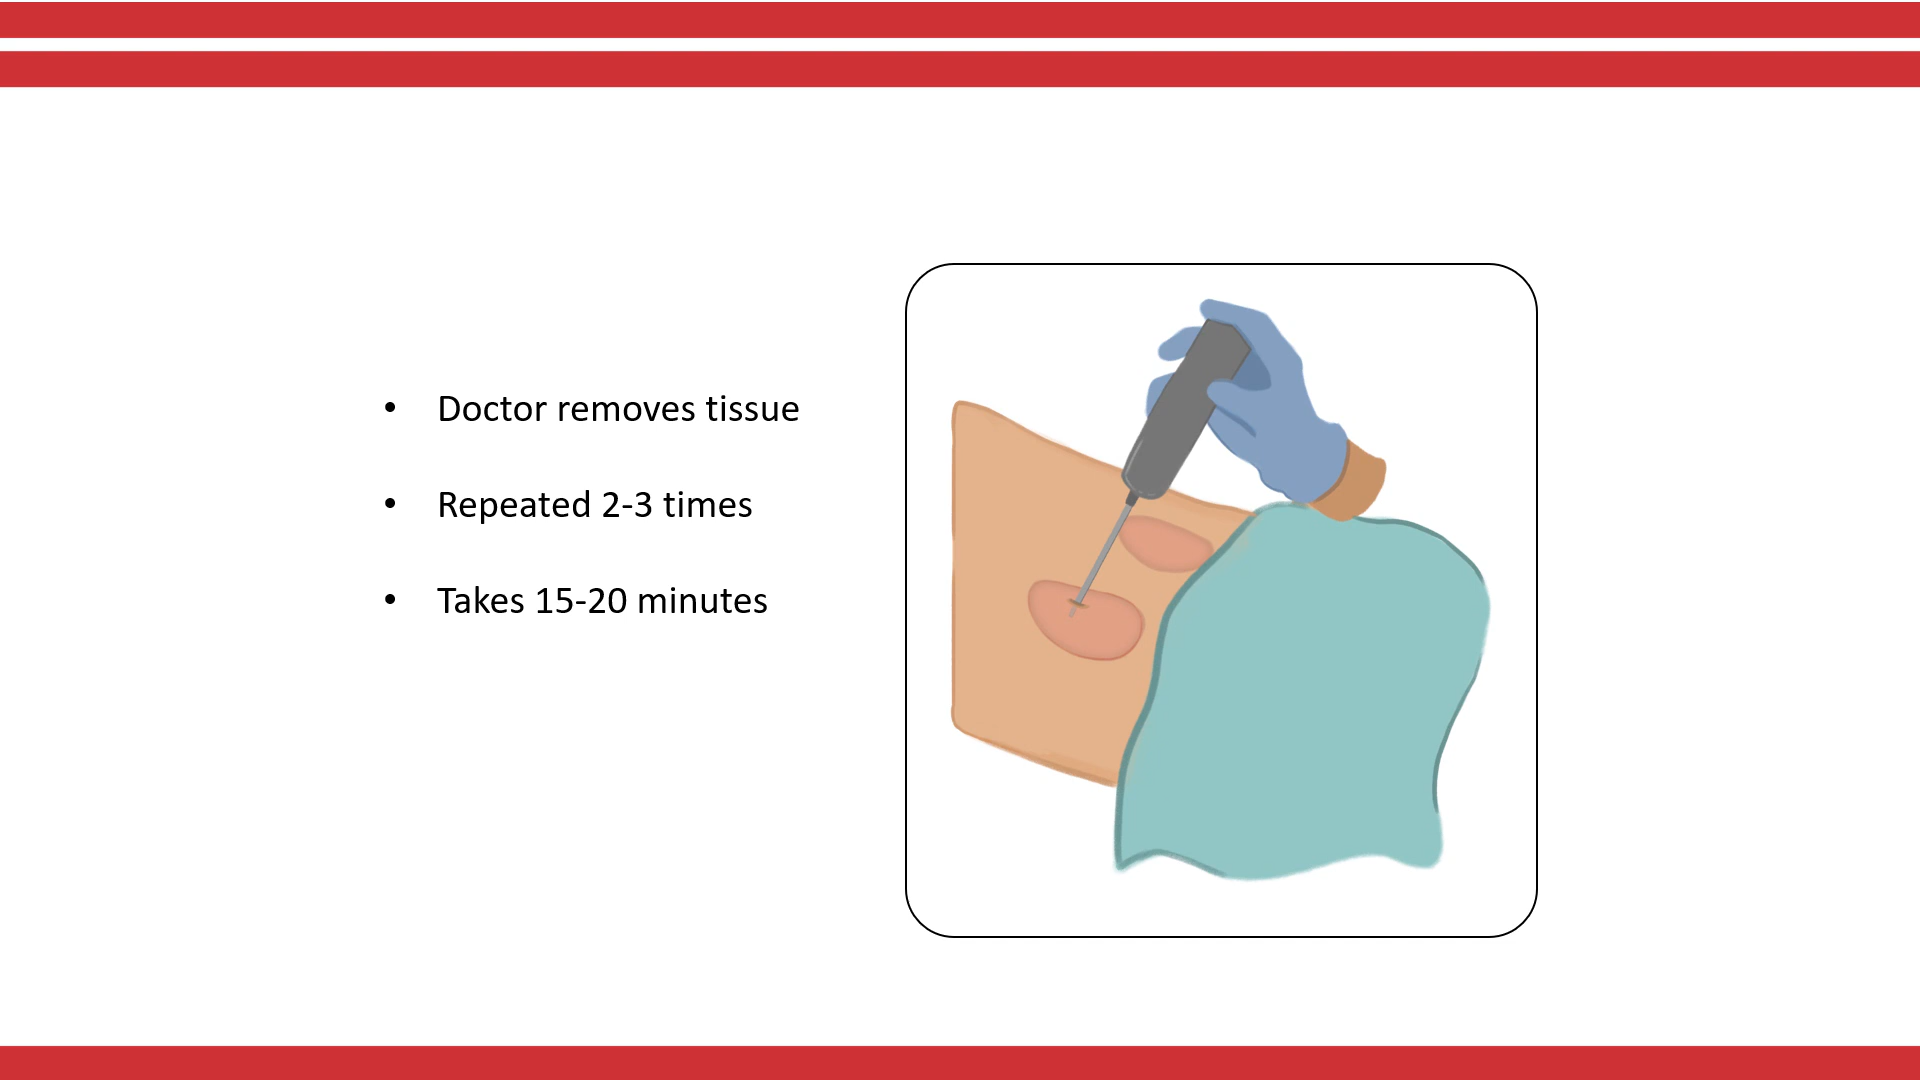 • Doctor removes tissue
• Repeated 2-3 times
• Takes 15-20 minutes